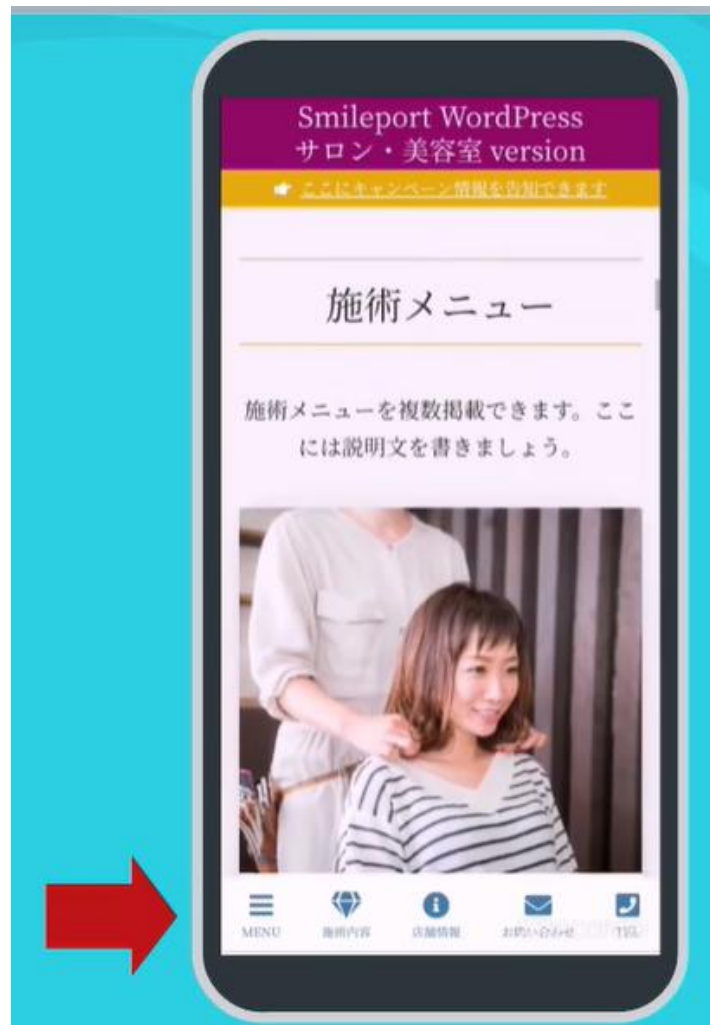 Smileport WordPress
サロン・美容室 version
ここにキャンペーン情報を告知できます
施術メニュー
施術メニューを複数掲載できます。ここ
には説明文を書きましょう。
MENU 施術内容 店舗情報 お問い合わせ TEL